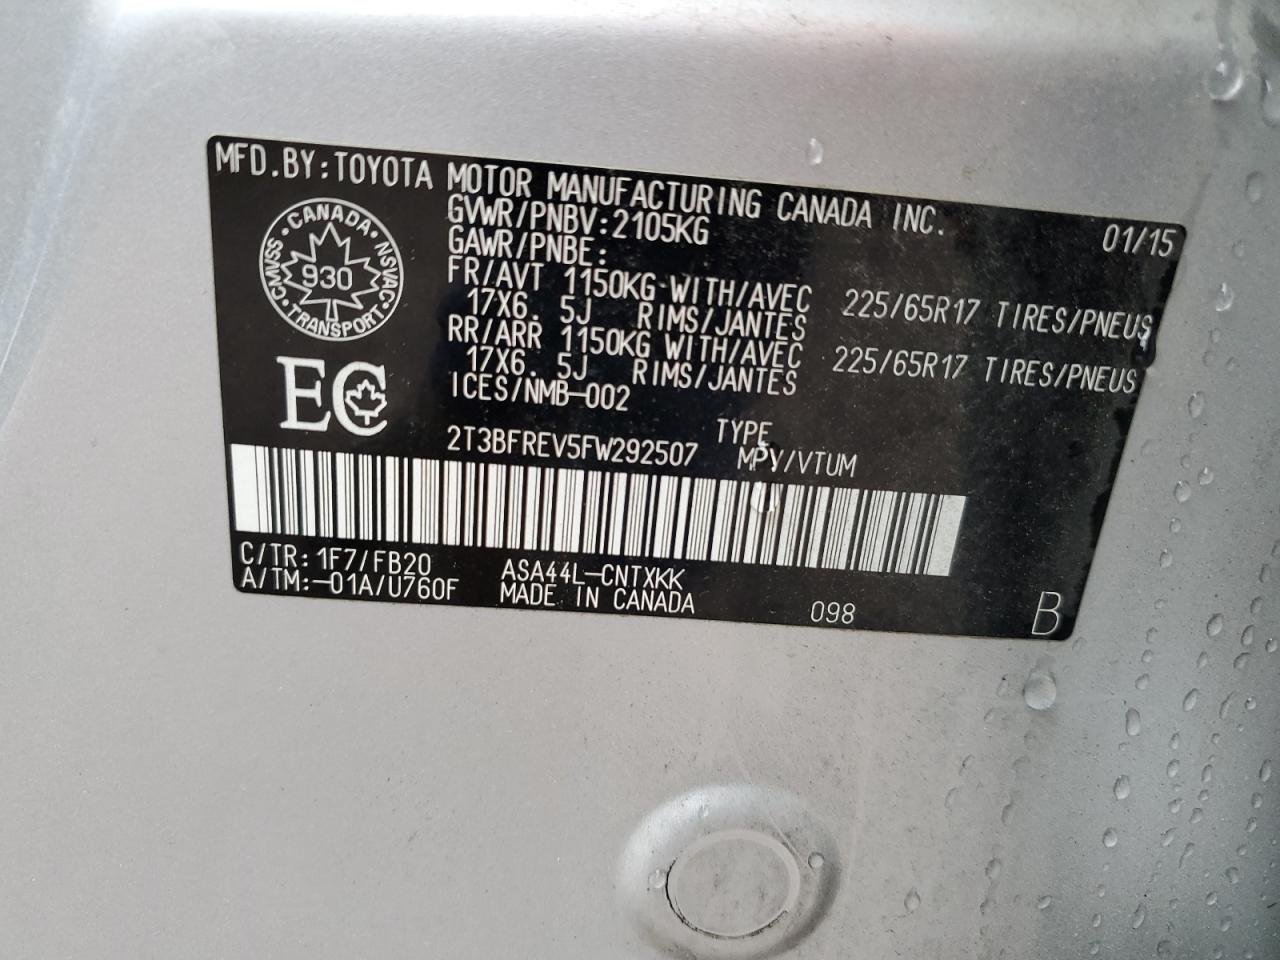 MFD.BY:TOYOTA MOTOR MANUFACTURING CANADA INC. 01/15
GVWR/PNBV:2105KG
GAWR/PNBE:
FR/AVT 1150KG WITH/AVEC 225/65R17 TIRES/PNEUS
17X6. 5J RIMS/JANTES
RR/ARR 1150KG WITH/AVEC 225/65R17 TIRES/PNEUS
17X6. 5J RIMS/JANTES
ICES/NMB-002
CANADA
CMVSS 930 NSVAC
TRANSPORT
EC
2T3BFREV5FW292507 TYPE
MPV/VTUM
C/TR: 1F7/FB20 ASA44L-CNTXKK
A/TM:-01A/U760F MADE IN CANADA 098 B